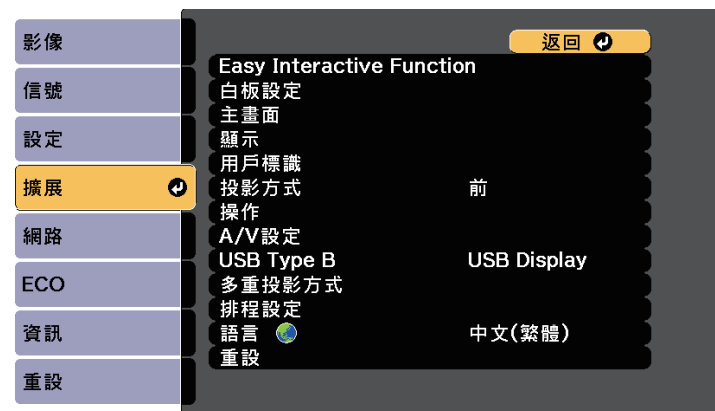 影像
信號
設定
擴展
網路
ECO
資訊
重設
返回
Easy Interactive Function
白板設定
主畫面
顯示
用戶標識
投影方式 前
操作
A/V設定
USB Type B USB Display
多重投影方式
排程設定
語言 中文(繁體)
重設